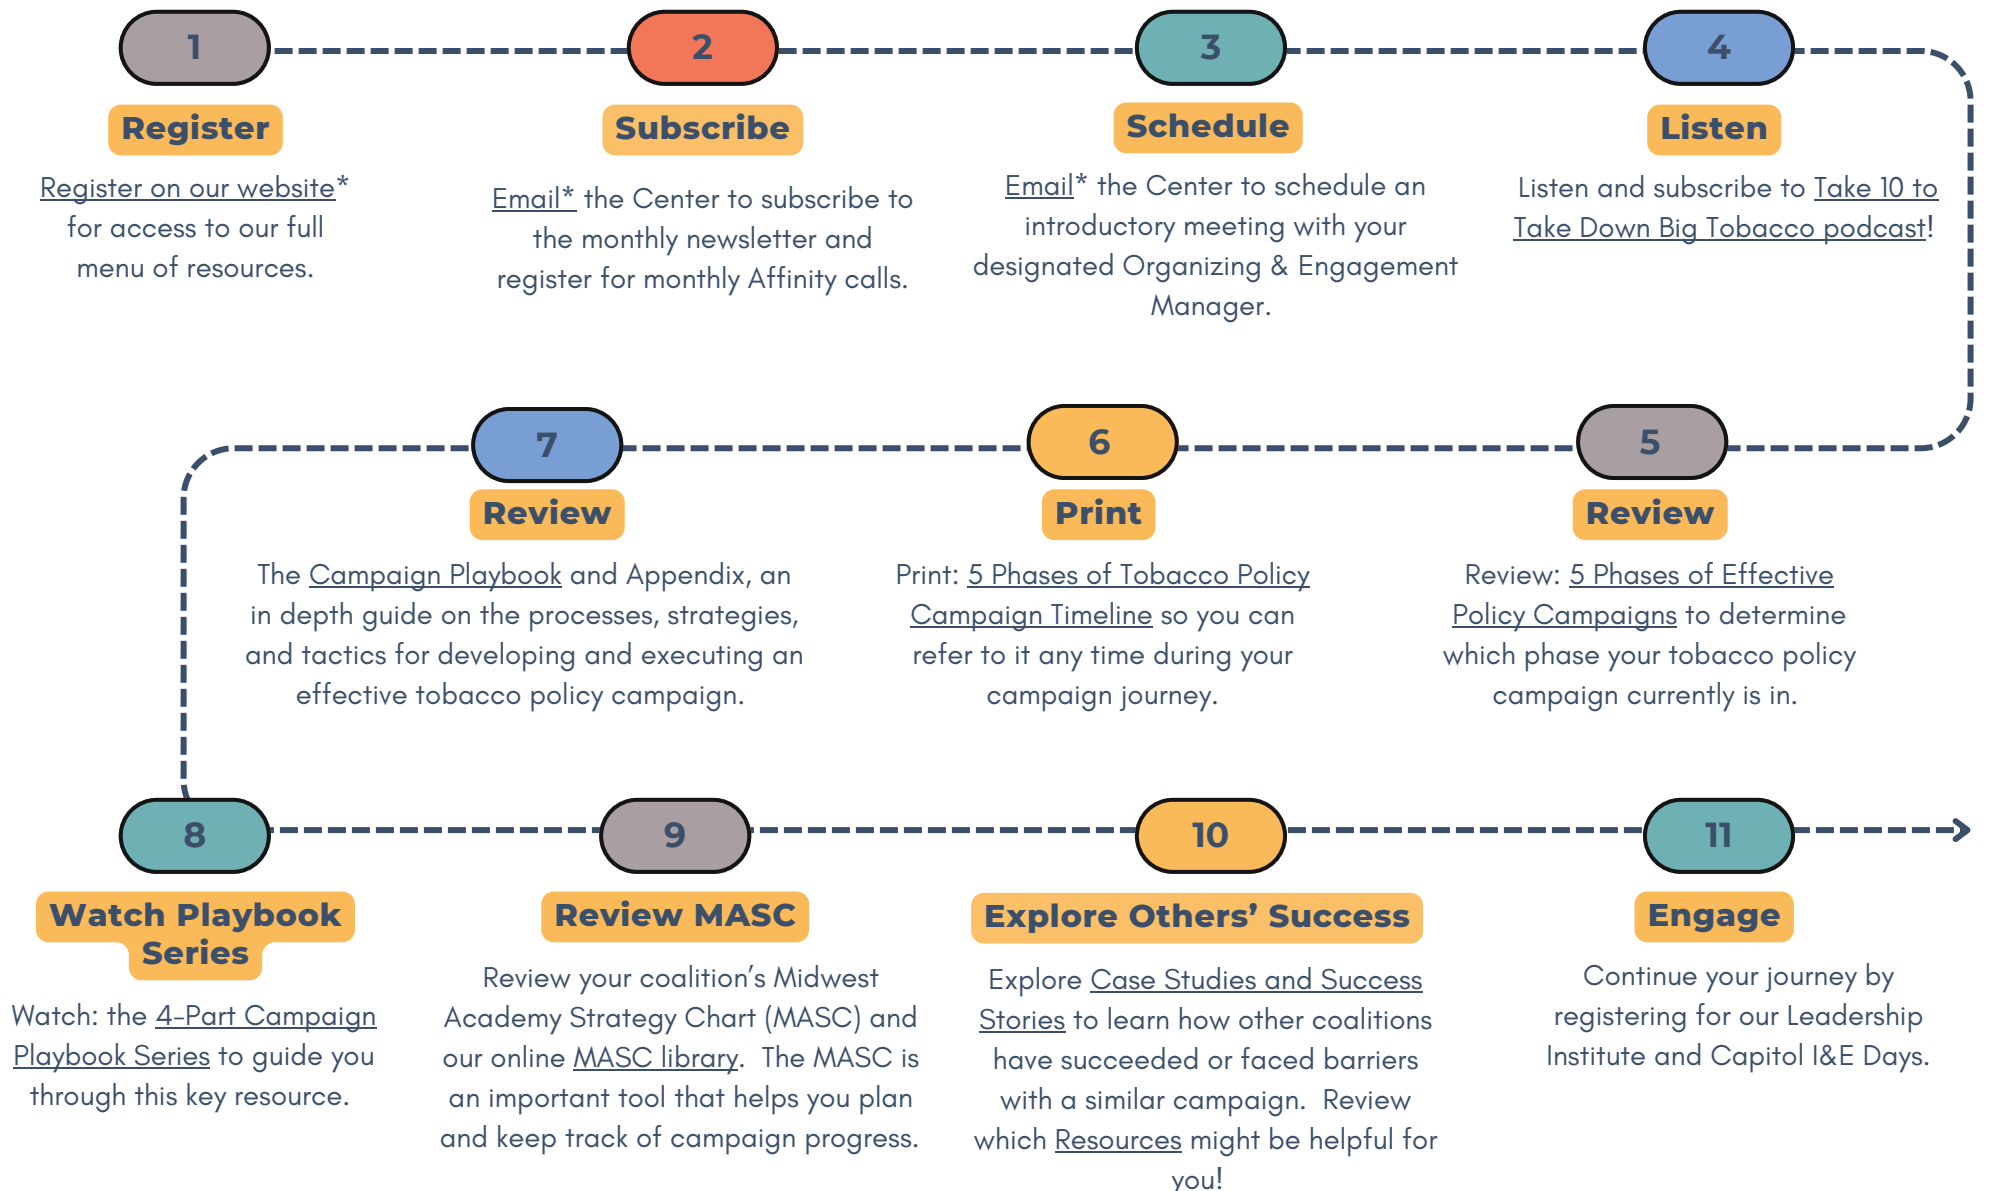 1
Register
Register on our website*
for access to our full
menu of resources.
2
Subscribe
Email* the Center to subscribe to
the monthly newsletter and
register for monthly Affinity calls.
3
Schedule
Email* the Center to schedule an
introductory meeting with your
designated Organizing & Engagement
Manager.
4
Listen
Listen and subscribe to Take 10 to
Take Down Big Tobacco podcast!
5
Review
Review: 5 Phases of Effective
Policy Campaigns to determine
which phase your tobacco policy
campaign currently is in.
6
Print
Print: 5 Phases of Tobacco Policy
Campaign Timeline so you can
refer to it any time during your
campaign journey.
7
Review
The Campaign Playbook and Appendix, an
in depth guide on the processes, strategies,
and tactics for developing and executing an
effective tobacco policy campaign.
8
Watch Playbook
Series
Watch: the 4-Part Campaign
Playbook Series to guide you
through this key resource.
9
Review MASC
Review your coalition's Midwest
Academy Strategy Chart (MASC) and
our online MASC library.  The MASC is
an important tool that helps you plan
and keep track of campaign progress.
10
Explore Others' Success
Explore Case Studies and Success
Stories to learn how other coalitions
have succeeded or faced barriers
with a similar campaign.  Review
which Resources might be helpful for
you!
11
Engage
Continue your journey by
registering for our Leadership
Institute and Capitol I&E Days.